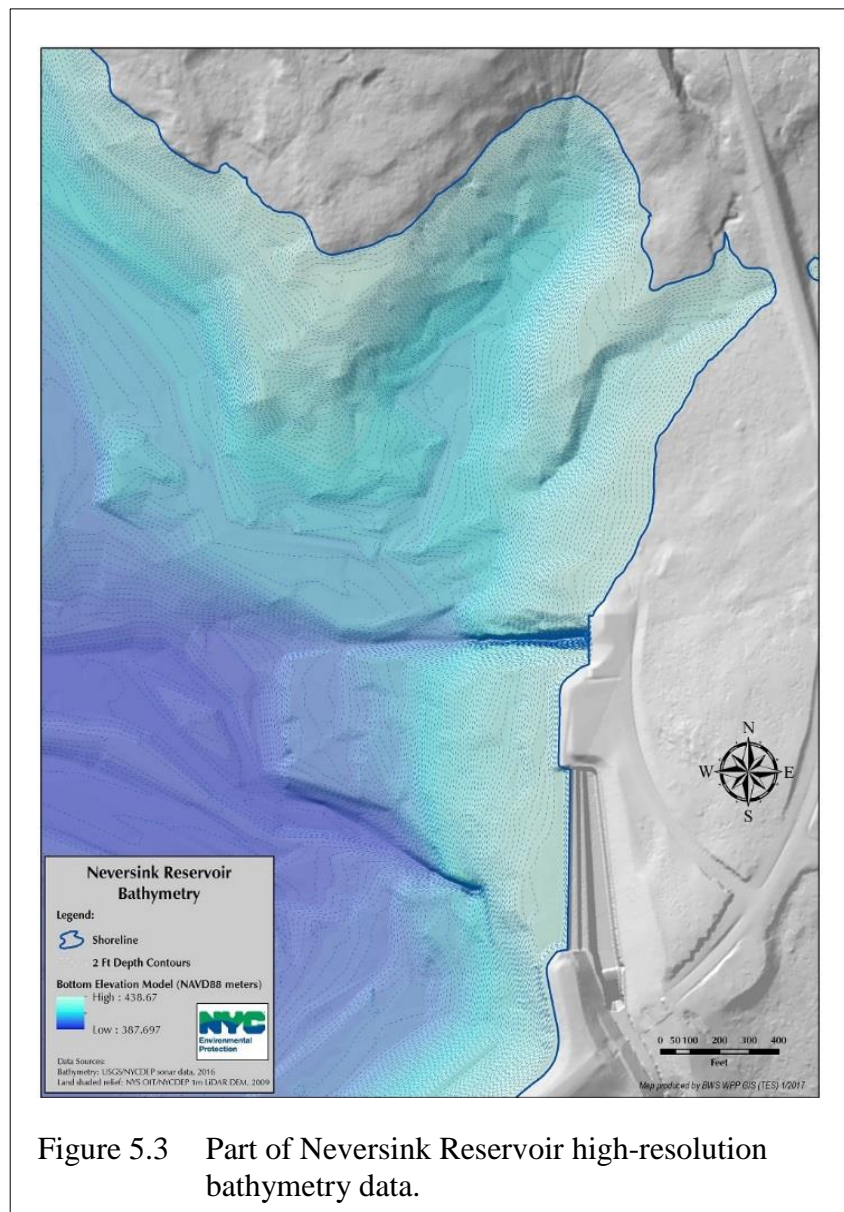 N
W E
S
Neversink Reservoir
Bathymetry
Legend:
Shoreline
2 Ft Depth Contours
Bottom Elevation Model (NAVD88 meters)
High : 438.67
Low : 387.697
NYC
Environmental
Protection
Data Sources:
Bathymetry: USGS/NYCDEP sonar data, 2016
Land shaded relief: NYS OIT/NYCDEP 1m LiDAR DEM, 2009
0 50 100 200 300 400
Feet
Map produced by BWS WPP GIS (TES) 1/2017
Figure 5.3 Part of Neversink Reservoir high-resolution
bathymetry data.